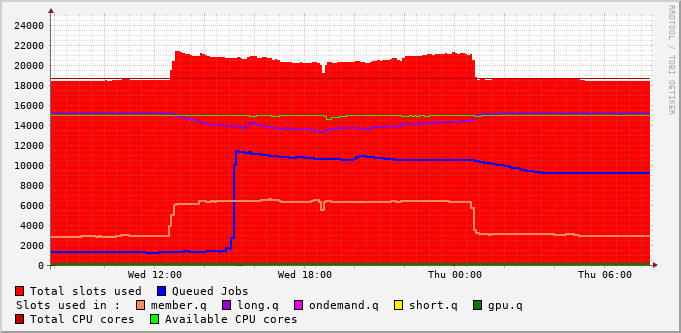 24000
22000
20000
18000
16000
14000
12000
10000
8000
6000
4000
2000
0
Wed 12:00 Wed 18:00 Thu 00:00 Thu 06:00
RRDTOOL / TOBI OETIKER
Total slots used Queued Jobs
Slots used in : member.q long.q ondemand.q short.q gpu.q
Total CPU cores Available CPU cores